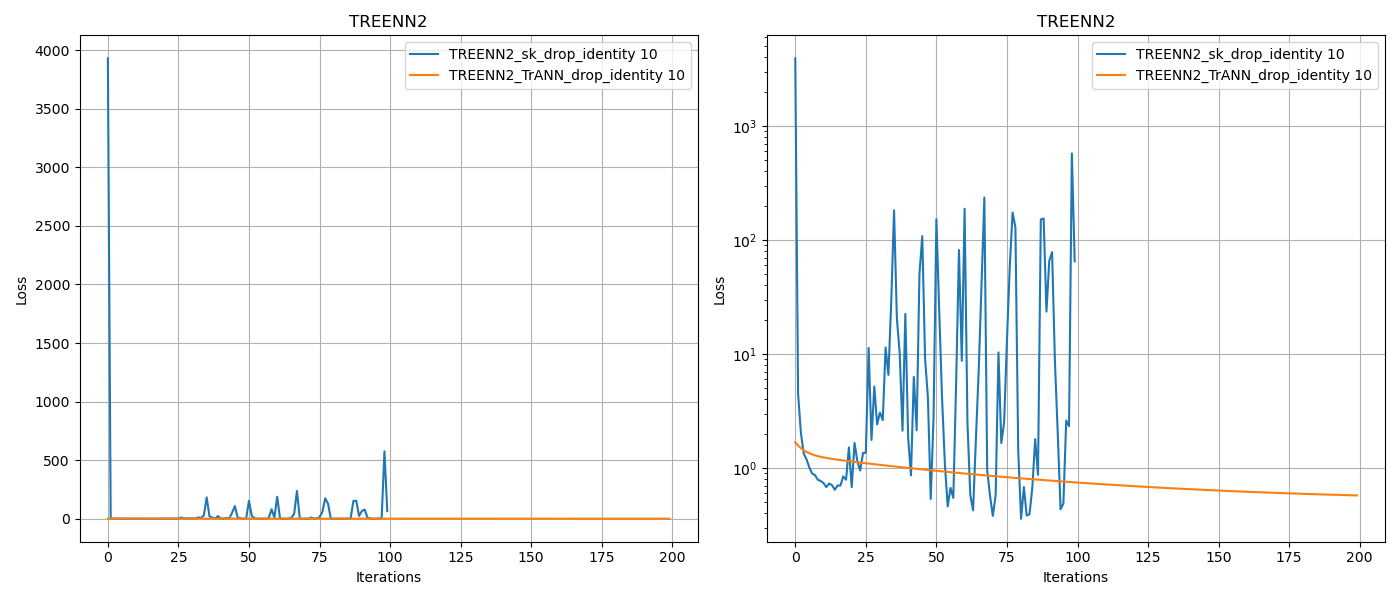 TREENN2
TREENN2_sk_drop_identity 10
TREENN2_TrANN_drop_identity 10
4000
3500
3000
2500
2000
1500
1000
500
0
Loss
0 25 50 75 100 125 150 175 200
Iterations
TREENN2
TREENN2_sk_drop_identity 10
TREENN2_TrANN_drop_identity 10
10³
10²
10¹
10⁰
Loss
0 25 50 75 100 125 150 175 200
Iterations